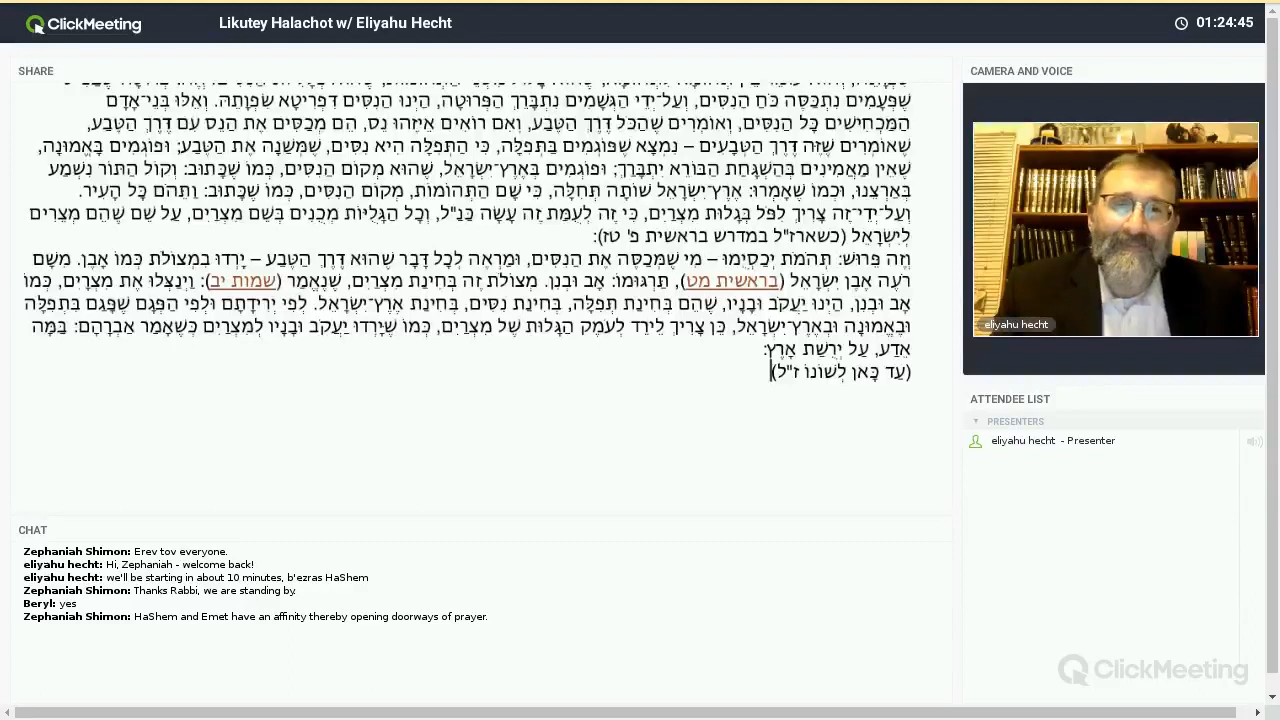 ClickMeeting
Likutey Halachot w/ Eliyahu Hecht
01:24:45
SHARE
שֶׁפְּעָמִים נִתְכַּסֶּה כֹּחַ הַנִּסִּים, וְעַל־יְדֵי הַגְּשָׁמִים נִתְבָּרֵךְ הַפְּרוּטָה, הַיְנוּ הַנִּסִּים דִּפְרִיטָא שִׂפְוָתֵהּ. וְאִלּוּ בְּנֵי־אָדָם
הַמַּכְחִישִׁים כָּל הַנִּסִּים, וְאוֹמְרִים שֶׁהַכֹּל דֶּרֶךְ הַטֶּבַע, וְאִם רוֹאִים אֵיזֶהוּ נֵס, הֵם מְכַסִּים אֶת הַנֵּס עִם דֶּרֶךְ הַטֶּבַע,
שֶׁאוֹמְרִים שֶׁזֶּה דֶּרֶךְ הַטִּבְעִים – נִמְצָא שֶׁפּוֹגְמִים בַּתְּפִלָּה, כִּי הַתְּפִלָּה הִיא נִסִּים, שֶׁמְּשַׁנָּה אֶת הַטֶּבַע; וּפוֹגְמִים בָּאֱמוּנָה,
שֶׁאֵין מַאֲמִינִים בְּהַשְׁגָּחַת הַבּוֹרֵא יִתְבָּרַךְ; וּפוֹגְמִים בְּאֶרֶץ־יִשְׂרָאֵל, שֶׁהוּא מְקוֹם הַנִּסִּים, כְּמוֹ שֶׁכָּתוּב: וְקוֹל הַתּוֹר נִשְׁמַע
בְּאַרְצֵנוּ, וּכְמוֹ שֶׁאָמְרוּ: אֶרֶץ יִשְׂרָאֵל שׁוֹתָה תְּחִלָּה, כִּי שָׁם הַתְּהוֹמוֹת, מְקוֹם הַנִּסִּים, כְּמוֹ שֶׁכָּתוּב: וַתֵּהֹם כָּל הָעִיר.
וְעַל־יְדֵי־זֶה צָרִיךְ לִפֹּל בְּגָלוּת מִצְרַיִם, כִּי זֶה לְעֻמַּת זֶה עָשָׂה כַּנַּ"ל, וְכָל הַגָּלֻיּוֹת מְכֻנִּים בְּשֵׁם מִצְרַיִם, עַל שֵׁם שֶׁהֵם מְצֵרִים
לְיִשְׂרָאֵל (כשארז"ל במדרש בראשית פ' טז):
וְזֶה פֵּרוּשׁ: תְּהֹמֹת יְכַסְיֻמוּ – מִי שֶׁמְּכַסֶּה אֶת הַנִּסִּים, וּמַרְאֶה לְכָל דָּבָר שֶׁהוּא דֶּרֶךְ הַטֶּבַע – יָרְדוּ בִמְצוֹלֹת כְּמוֹ אָבֶן. מִשָּׁם
רֹעֶה אֶבֶן יִשְׂרָאֵל (בראשית מט), תַּרְגּוּמוֹ: אָב וּבְנִן. מְצוֹלֹת זֶה בְּחִינַת מִצְרַיִם, שֶׁנֶּאֱמַר (שמות יב): וַיְנַצְּלוּ אֶת מִצְרַיִם, כְּמוֹ
אָב וּבְנִן, הַיְנוּ יַעֲקֹב וּבָנָיו, שֶׁהֵם בְּחִינַת תְּפִלָּה, בְּחִינַת נִסִּים, בְּחִינַת אֶרֶץ־יִשְׂרָאֵל. לְפִי יְרִידָתָם וּלְפִי הַפְּגָם שֶׁפָּגַם בִּתְפִלָּה
וּבֶאֱמוּנָה וּבְאֶרֶץ־יִשְׂרָאֵל, כֵּן צָרִיךְ לֵירֵד לְעֹמֶק הַגָּלוּת שֶׁל מִצְרַיִם, כְּמוֹ שֶׁיָּרְדוּ יַעֲקֹב וּבָנָיו לְמִצְרַיִם כְּשֶׁאָמַר אַבְרָהָם: בַּמָּה
אֵדַע, עַל יְרֻשַּׁת אָרֶץ:
(עַד כָּאן לְשׁוֹנוֹ ז"ל)
CAMERA AND VOICE
eliyahu hecht
ATTENDEE LIST
PRESENTERS
eliyahu hecht - Presenter
CHAT
Zephaniah Shimon: Erev tov everyone.
eliyahu hecht: Hi, Zephaniah - welcome back!
eliyahu hecht: we'll be starting in about 10 minutes, b'ezras HaShem
Zephaniah Shimon: Thanks Rabbi, we are standing by.
Beryl: yes
Zephaniah Shimon: HaShem and Emet have an affinity thereby opening doorways of prayer.
ClickMeeting